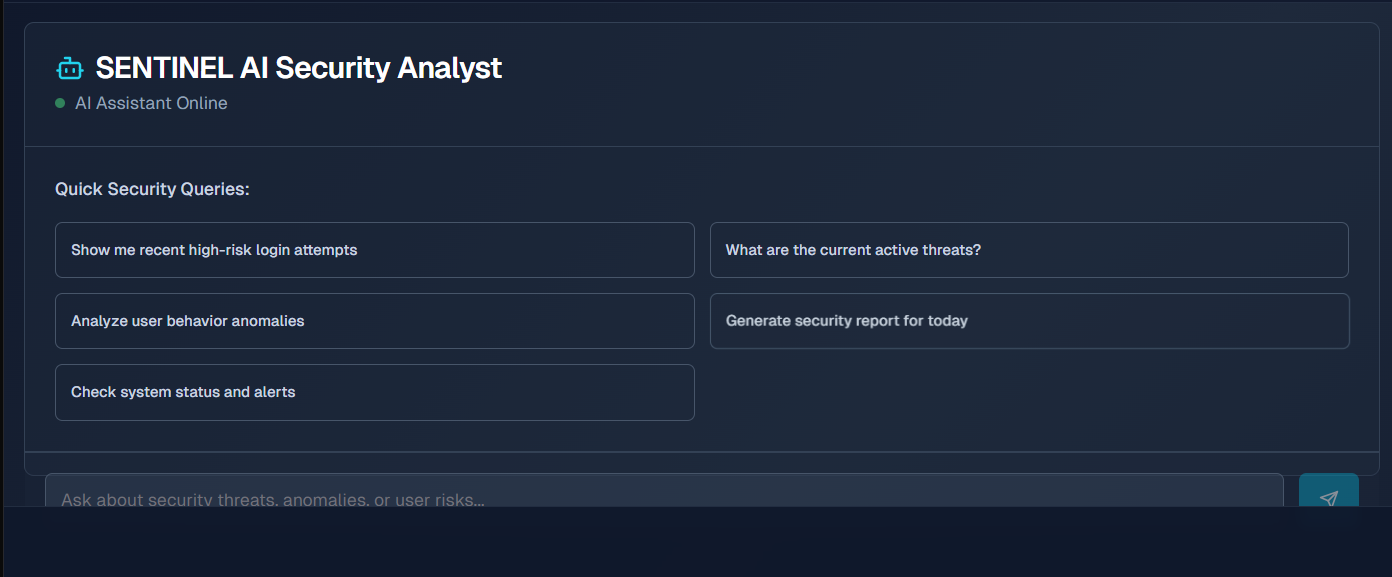 SENTINEL AI Security Analyst
AI Assistant Online
Quick Security Queries:
Show me recent high-risk login attempts
What are the current active threats?
Analyze user behavior anomalies
Generate security report for today
Check system status and alerts
Ask about security threats, anomalies, or user risks...